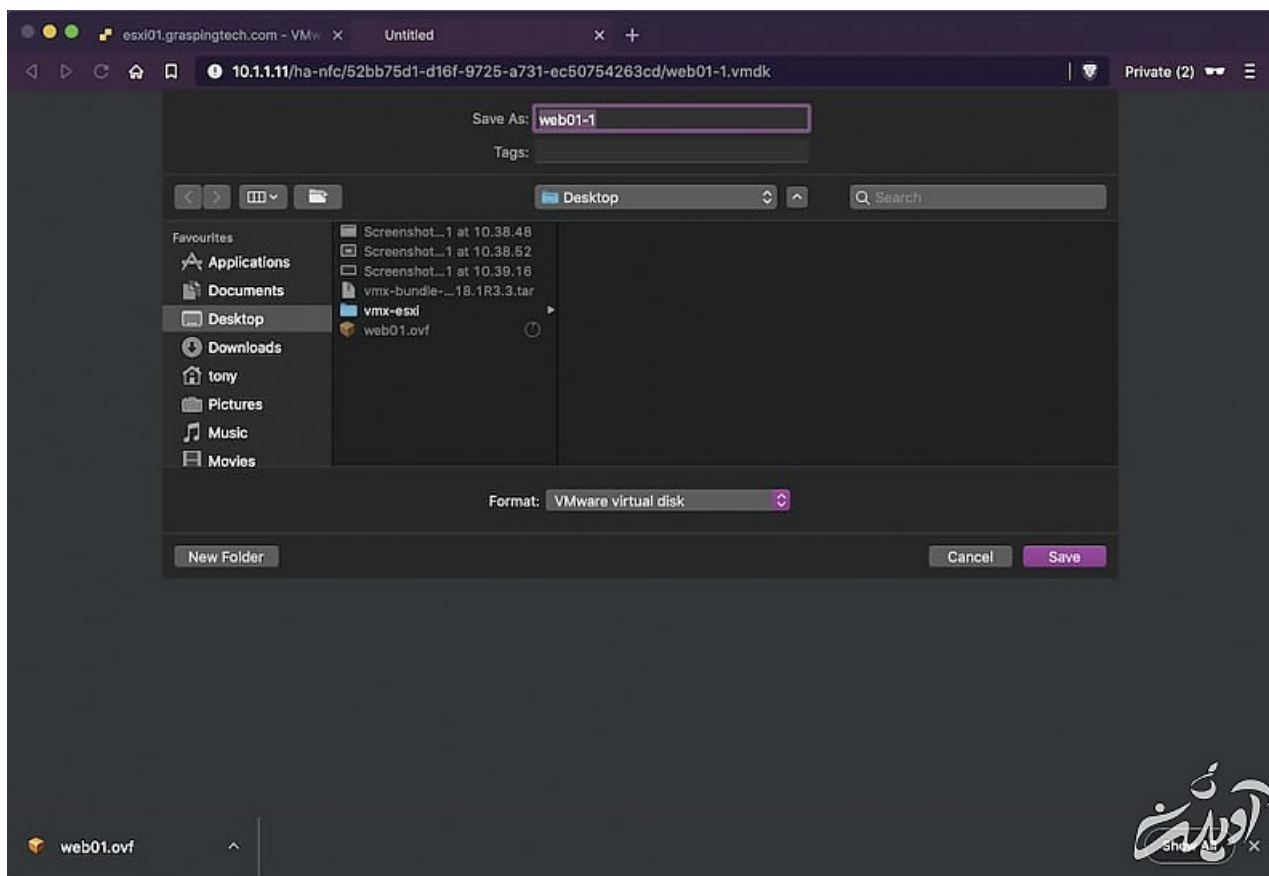 esxi01.graspingtech.com - VMw
Untitled
10.1.1.11/ha-nfc/52bb75d1-d16f-9725-a731-ec50754263cd/web01-1.vmdk
Private (2)
Save As: web01-1
Tags:
Desktop
Search
Favourites
Applications
Documents
Desktop
Downloads
tony
Pictures
Music
Movies
Screenshot...1 at 10.38.48
Screenshot...1 at 10.38.52
Screenshot...1 at 10.39.16
vmx-bundle-...18.1R3.3.tar
vmx-esxi
web01.ovf
Format: VMware virtual disk
New Folder
Cancel
Save
web01.ovf
Show All